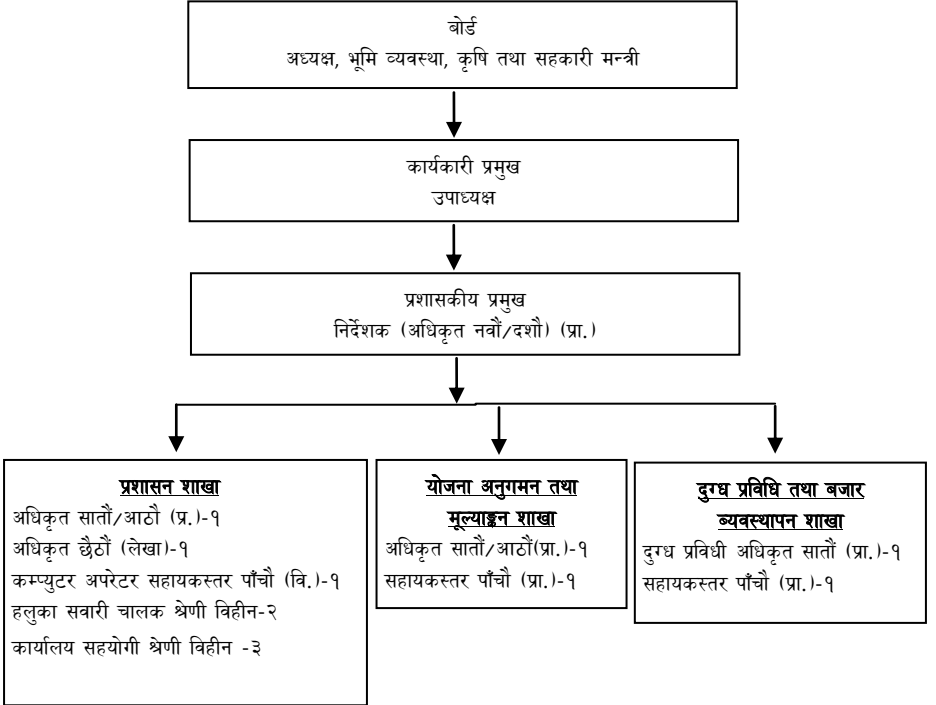 बोर्ड
अध्यक्ष, भूमि व्यवस्था, कृषि तथा सहकारी मन्त्री
कार्यकारी प्रमुख
उपाध्यक्ष
प्रशासकीय प्रमुख
निर्देशक (अधिकृत नवौं/दशौ) (प्रा.)
प्रशासन शाखा
अधिकृत सातौं/आठौ (प्र.)-१
अधिकृत छैठौं (लेखा)-१
कम्प्युटर अपरेटर सहायकस्तर पाँचौ (वि.)-१
हलुका सवारी चालक श्रेणी विहीन-२
कार्यालय सहयोगी श्रेणी विहीन -३
योजना अनुगमन तथा
मूल्याङ्कन शाखा
अधिकृत सातौं/आठौं(प्रा.)-१
सहायकस्तर पाँचौ (प्रा.)-१
दुग्ध प्रविधि तथा बजार
ब्यवस्थापन शाखा
दुग्ध प्रविधी अधिकृत सातौं (प्रा.)-१
सहायकस्तर पाँचौ (प्रा.)-१